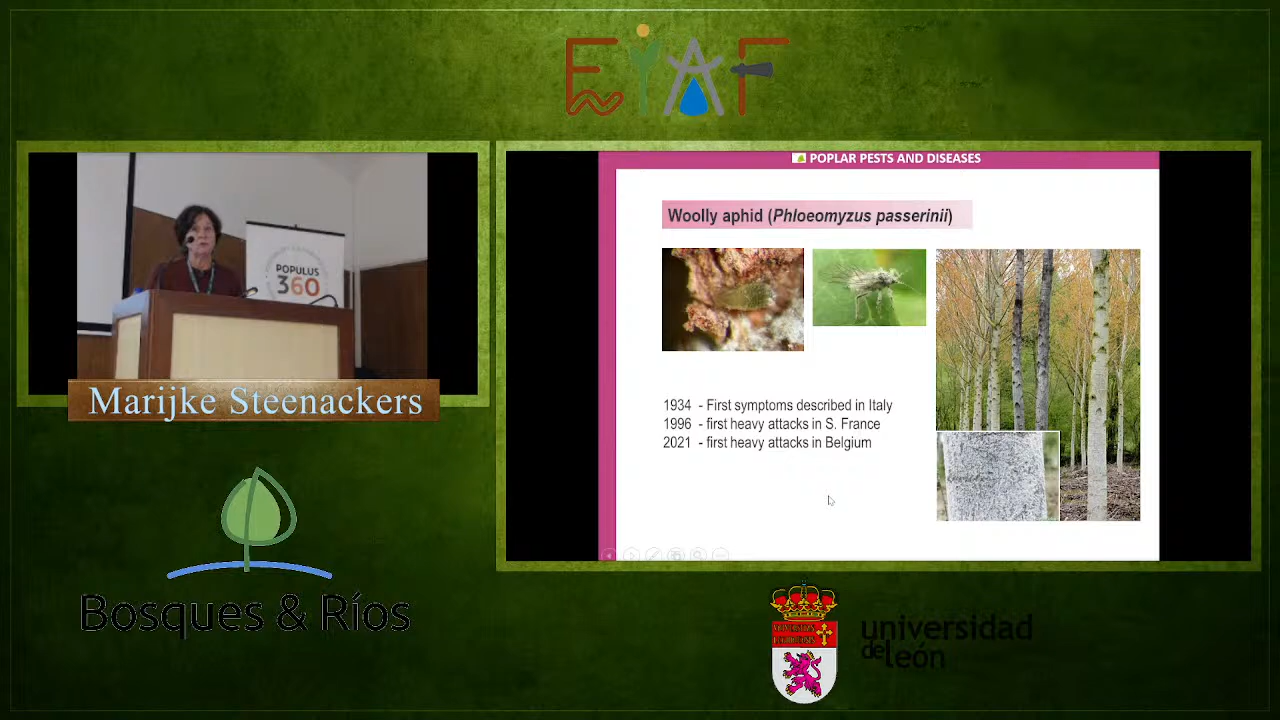 EIAF
POPULUS
360
Marijke Steenackers
Bosques & Ríos
POPLAR PESTS AND DISEASES
Woolly aphid (Phloeomyzus passerinii)
1934 - First symptoms described in Italy
1996 - first heavy attacks in S. France
2021 - first heavy attacks in Belgium
universidad
de león